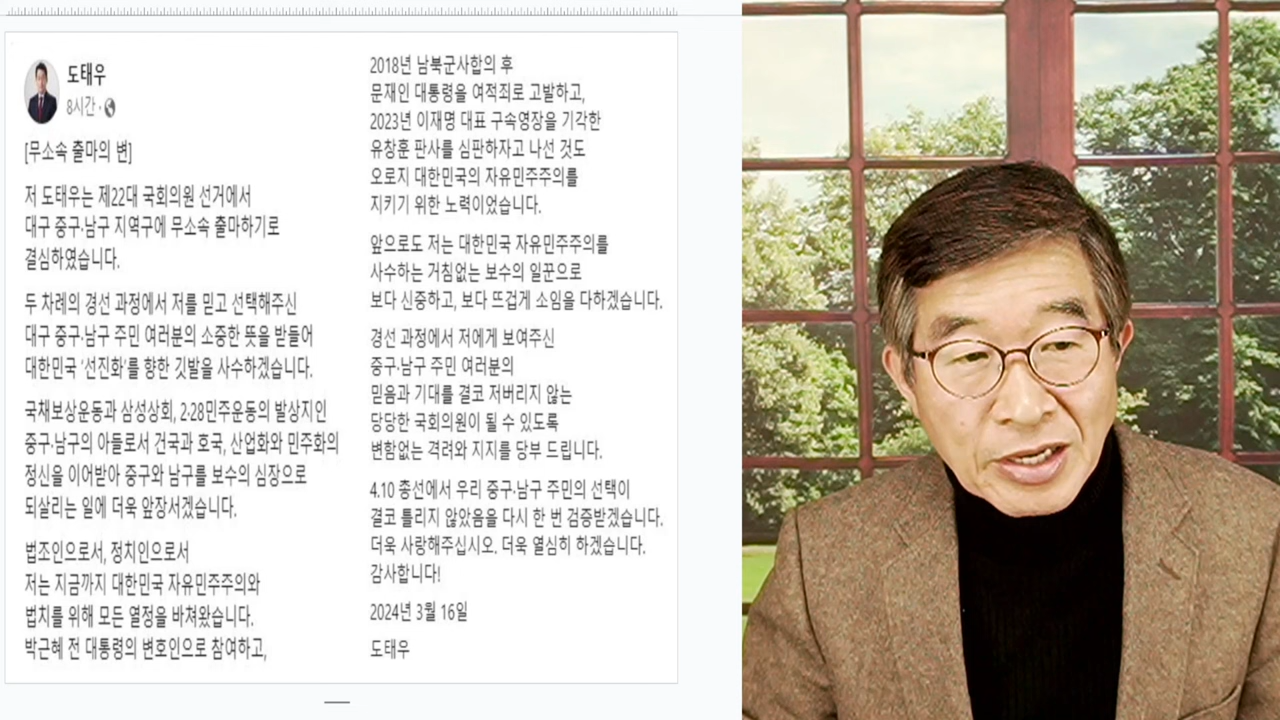 도태우
8시간 ·
[무소속 출마의 변]
저 도태우는 제22대 국회의원 선거에서
대구 중구·남구 지역구에 무소속 출마하기로
결심하였습니다.
두 차례의 경선 과정에서 저를 믿고 선택해주신
대구 중구·남구 주민 여러분의 소중한 뜻을 받들어
대한민국 '선진화'를 향한 깃발을 사수하겠습니다.
국채보상운동과 삼성상회, 2·28민주운동의 발상지인
중구·남구의 아들로서 건국과 호국, 산업화와 민주화의
정신을 이어받아 중구와 남구를 보수의 심장으로
되살리는 일에 더욱 앞장서겠습니다.
법조인으로서, 정치인으로서
저는 지금까지 대한민국 자유민주주의와
법치를 위해 모든 열정을 바쳐왔습니다.
박근혜 전 대통령의 변호인으로 참여하고,
2018년 남북군사합의 후
문재인 대통령을 여적죄로 고발하고,
2023년 이재명 대표 구속영장을 기각한
유창훈 판사를 심판하자고 나선 것도
오로지 대한민국의 자유민주주의를
지키기 위한 노력이었습니다.
앞으로도 저는 대한민국 자유민주주의를
사수하는 거침없는 보수의 일꾼으로
보다 신중하고, 보다 뜨겁게 소임을 다하겠습니다.
경선 과정에서 저에게 보여주신
중구·남구 주민 여러분의
믿음과 기대를 결코 저버리지 않는
당당한 국회의원이 될 수 있도록
변함없는 격려와 지지를 당부 드립니다.
4.10 총선에서 우리 중구·남구 주민의 선택이
결코 틀리지 않았음을 다시 한 번 검증받겠습니다.
더욱 사랑해주십시오. 더욱 열심히 하겠습니다.
감사합니다!
2024년 3월 16일
도태우